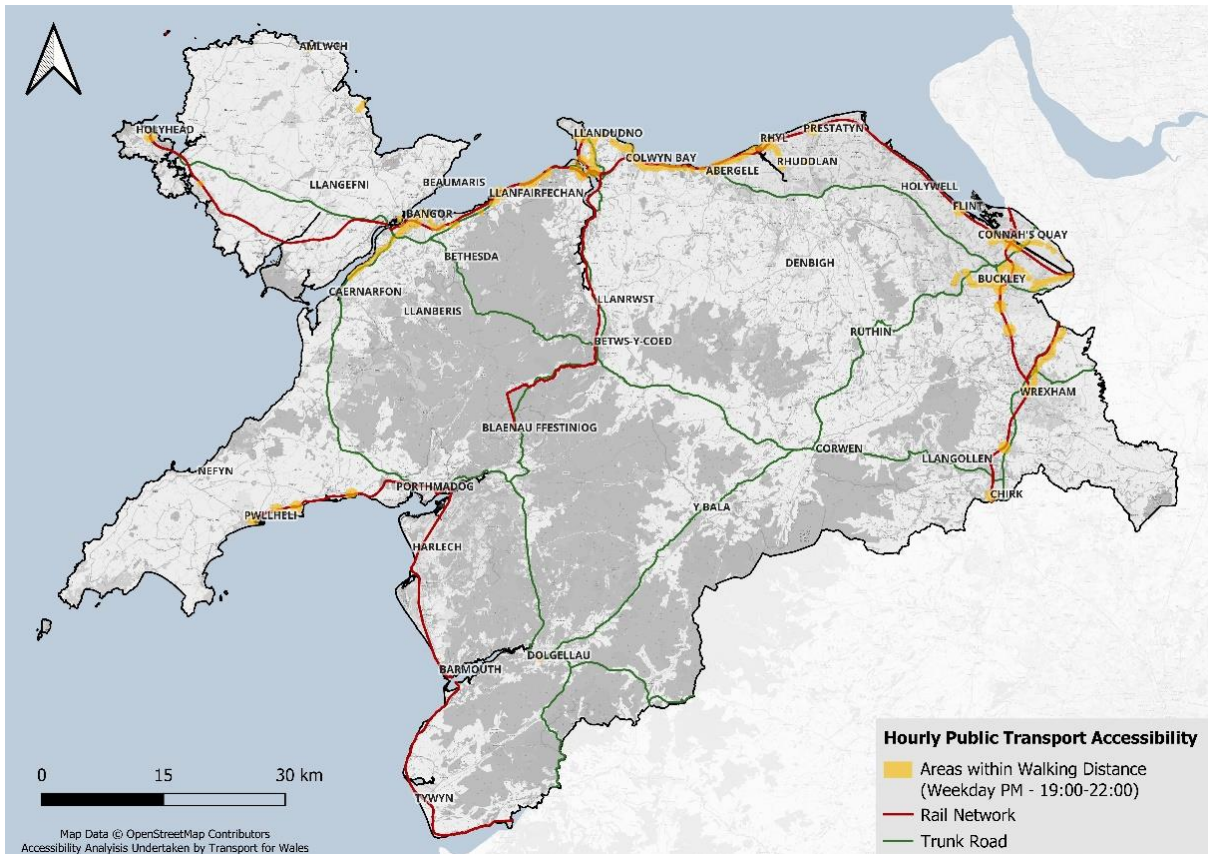 AMLWCH
HOLYHEAD
LLANDUDNO
PRESTATYN
RHYL
COLWYN BAY
RHUDDLAN
ABERGELE
LLANGEFNI
BEAUMARIS
LLANFAIRFECHAN
HOLYWELL
FLINT
BANGOR
CONNAH'S QUAY
BETHESDA
DENBIGH
BUCKLEY
CAERNARFON
LLANRWST
LLANBERIS
RUTHIN
BETWS-Y-COED
WREXHAM
BLAENAU FFESTINIOG
CORWEN
LLANGOLLEN
NEFYN
PORTHMADOG
CHIRK
Y BALA
PWLLHELI
HARLECH
DOLGELLAU
BARMOUTH
TYWYN
Hourly Public Transport Accessibility
Areas within Walking Distance
(Weekday PM - 19:00-22:00)
Rail Network
Trunk Road
0 15 30 km
Map Data © OpenStreetMap Contributors
Accessibility Analyisis Undertaken by Transport for Wales